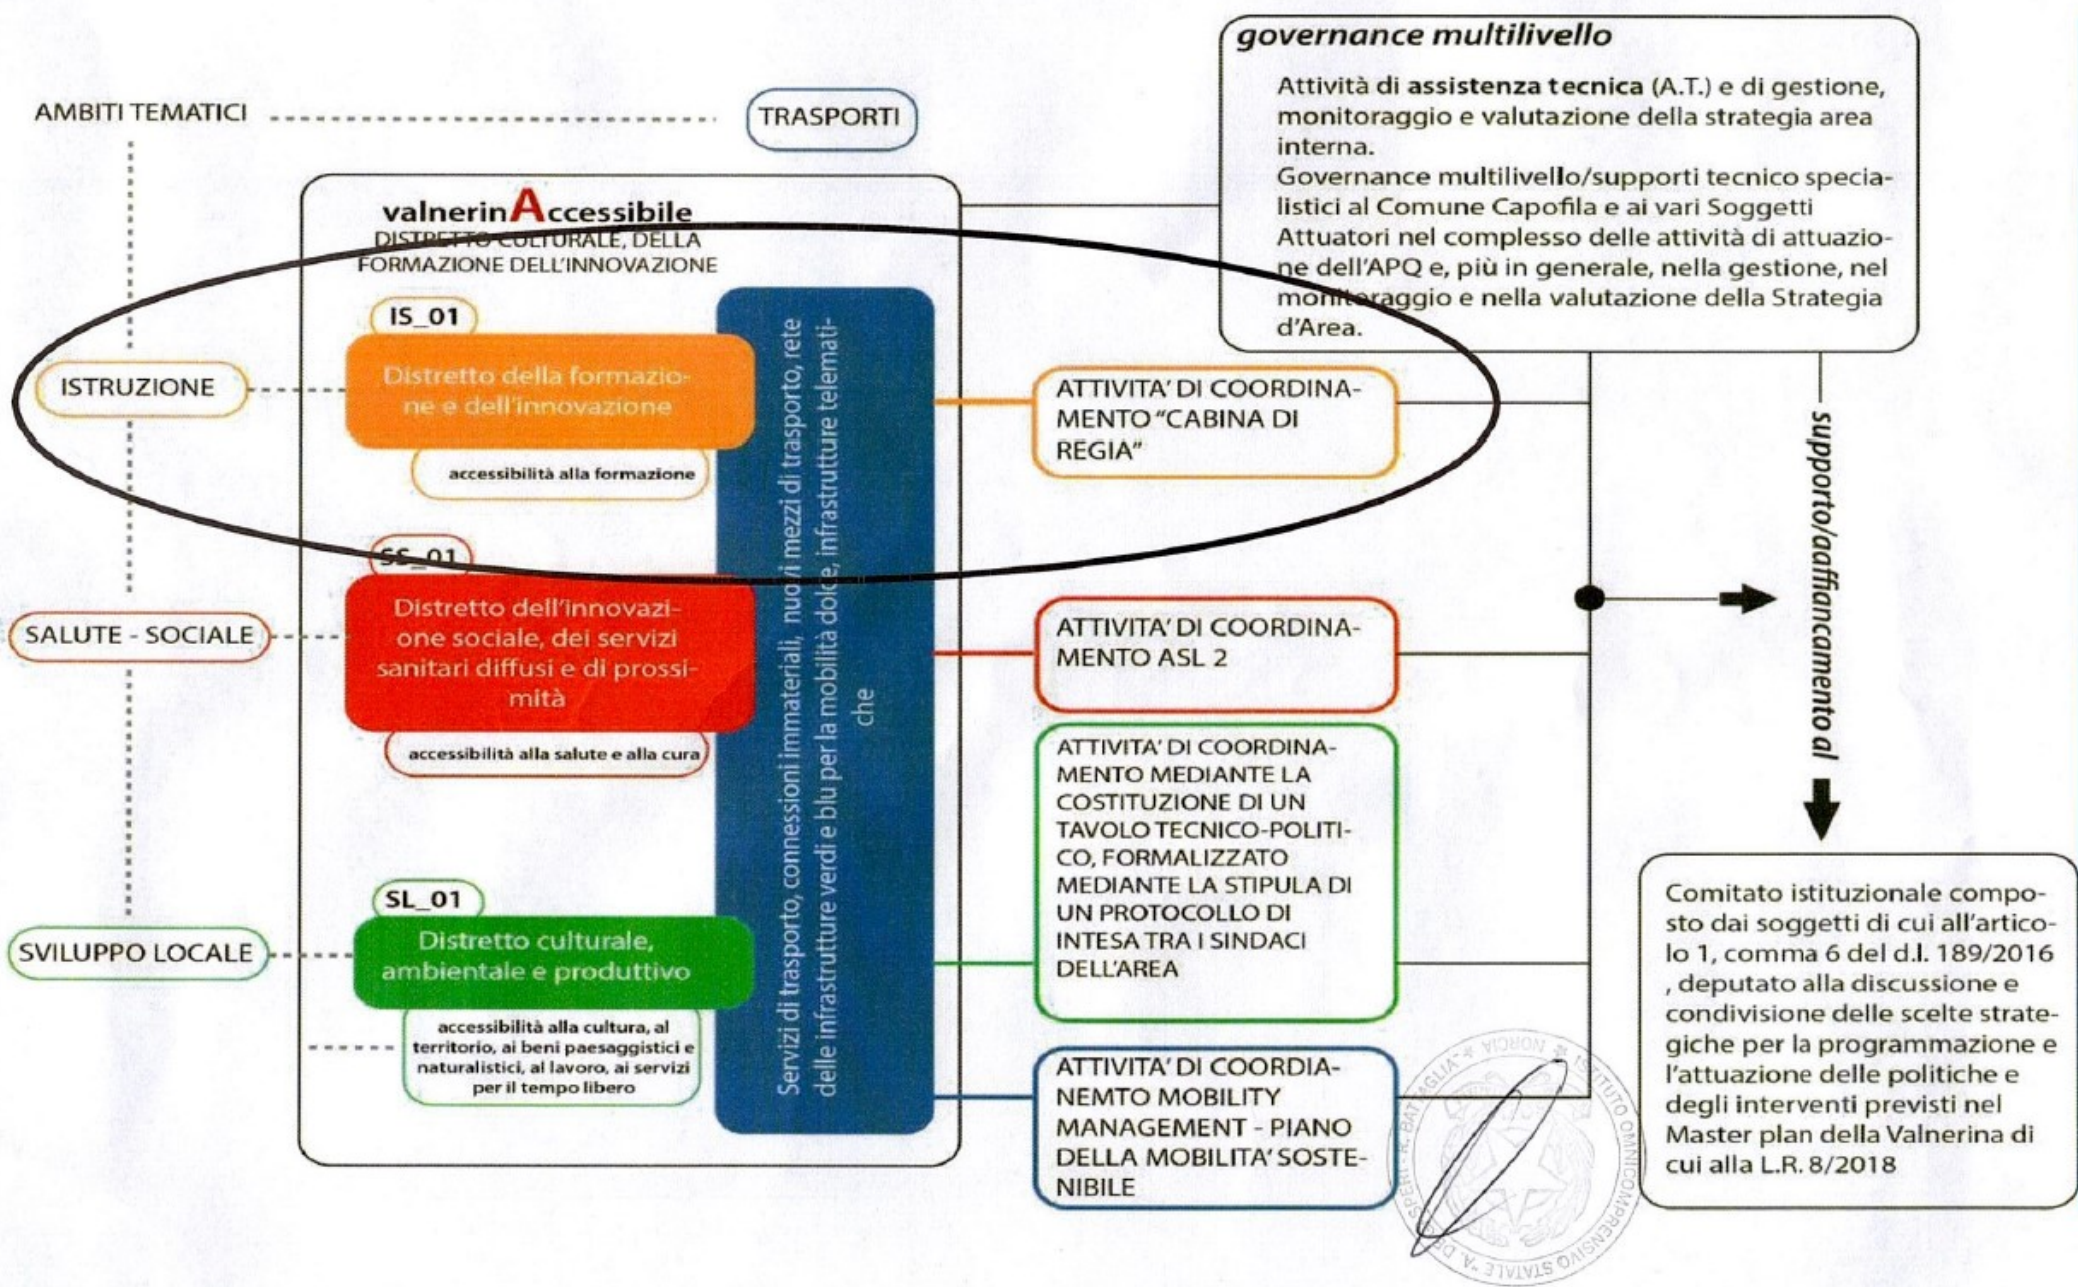 governance multilivello
Attività di assistenza tecnica (A.T.) e di gestione,
monitoraggio e valutazione della strategia area
interna.
Governance multilivello/supporti tecnico specia-
listici al Comune Capofila e ai vari Soggetti
Attuatori nel complesso delle attività di attuazio-
ne dell'APQ e, più in generale, nella gestione, nel
monitoraggio e nella valutazione della Strategia
d'Area.
AMBITI TEMATICI
TRASPORTI
valnerinAccessibile
DISTRETTO CULTURALE, DELLA
FORMAZIONE DELL'INNOVAZIONE
ISTRUZIONE
IS_01
Distretto della formazio-
ne e dell'innovazione
accessibilità alla formazione
SALUTE - SOCIALE
SS_01
Distretto dell'innovazi-
one sociale, dei servizi
sanitari diffusi e di prossi-
mità
accessibilità alla salute e alla cura
SVILUPPO LOCALE
SL_01
Distretto culturale,
ambientale e produttivo
accessibilità alla cultura, al
territorio, ai beni paesaggistici e
naturalistici, al lavoro, ai servizi
per il tempo libero
Servizi di trasporto, connessioni immateriali, nuovi mezzi di trasporto, rete
delle infrastrutture verdi e blu per la mobilità dolce, infrastrutture telemati-
che
ATTIVITA' DI COORDINA-
MENTO "CABINA DI
REGIA"
ATTIVITA' DI COORDINA-
MENTO ASL 2
ATTIVITA' DI COORDINA-
MENTO MEDIANTE LA
COSTITUZIONE DI UN
TAVOLO TECNICO-POLITI-
CO, FORMALIZZATO
MEDIANTE LA STIPULA DI
UN PROTOCOLLO DI
INTESA TRA I SINDACI
DELL'AREA
ATTIVITA' DI COORDIA-
NEMTO MOBILITY
MANAGEMENT - PIANO
DELLA MOBILITA' SOSTE-
NIBILE
supporto/aaffiancamento al
Comitato istituzionale compo-
sto dai soggetti di cui all'artico-
lo 1, comma 6 del d.l. 189/2016
, deputato alla discussione e
condivisione delle scelte strate-
giche per la programmazione e
l'attuazione delle politiche e
degli interventi previsti nel
Master plan della Valnerina di
cui alla L.R. 8/2018
ISTITUTO OMNICOMPRENSIVO STATALE "A. DE GASPERI - R. BATTAGLIA" NORCIA